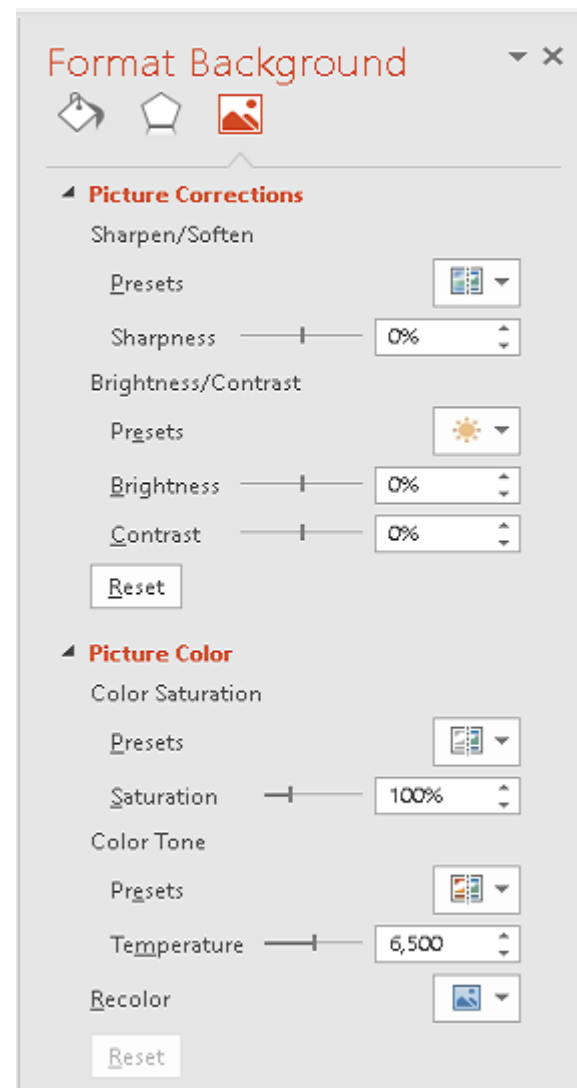 Format Background
Picture Corrections
Sharpen/Soften
Presets
Sharpness 0%
Brightness/Contrast
Presets
Brightness 0%
Contrast 0%
Reset
Picture Color
Color Saturation
Presets
Saturation 100%
Color Tone
Presets
Temperature 6,500
Recolor
Reset